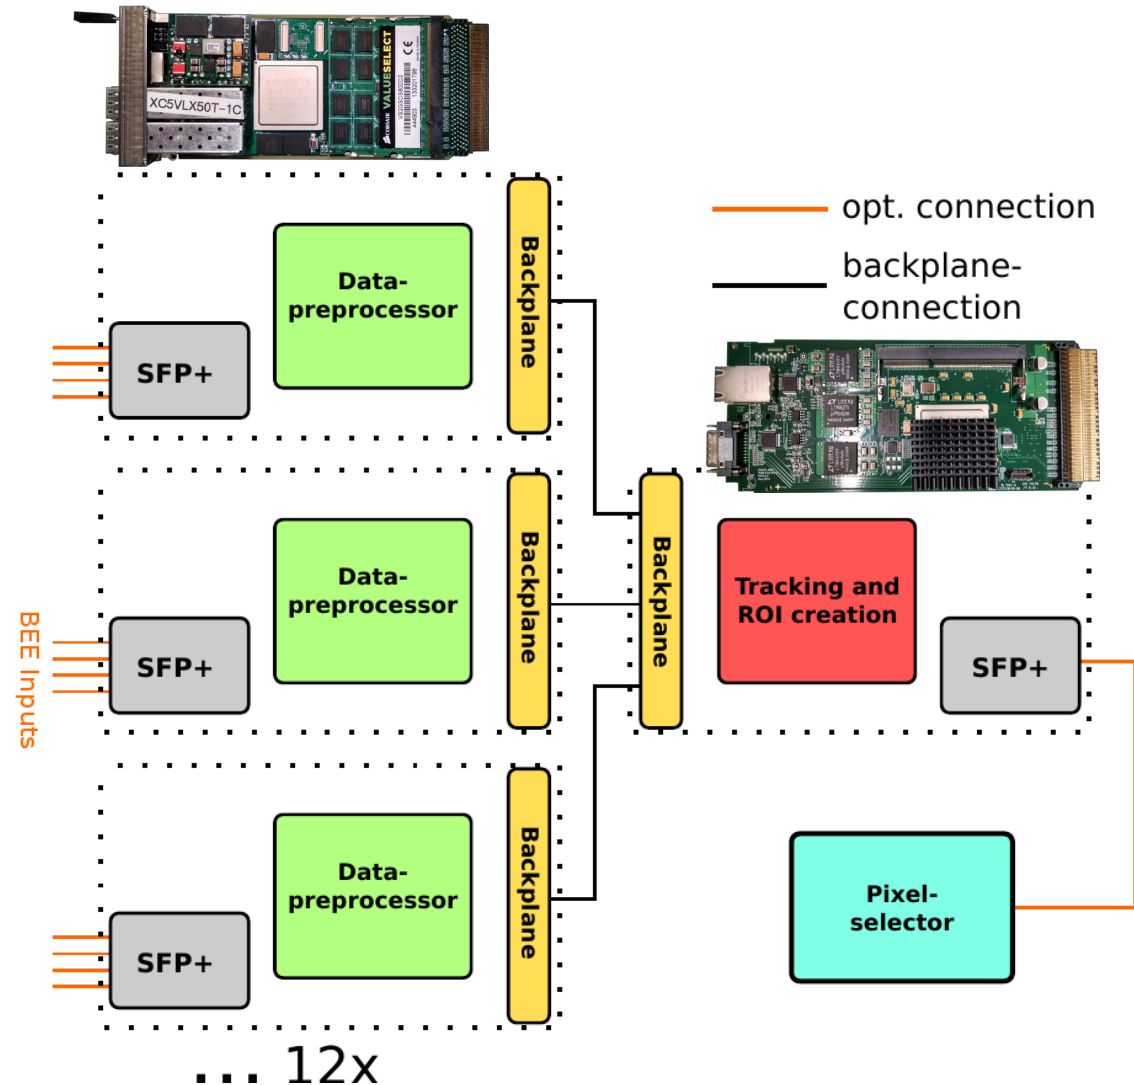 XC5VLX50T-1C
CORSAIR VALUESELECT
CE
opt. connection
backplane-
connection
Data-
preprocessor
Backplane
SFP+
Data-
preprocessor
Backplane
SFP+
BEE Inputs
Backplane
Tracking and
ROI creation
SFP+
Data-
preprocessor
Backplane
SFP+
Pixel-
selector
... 12x